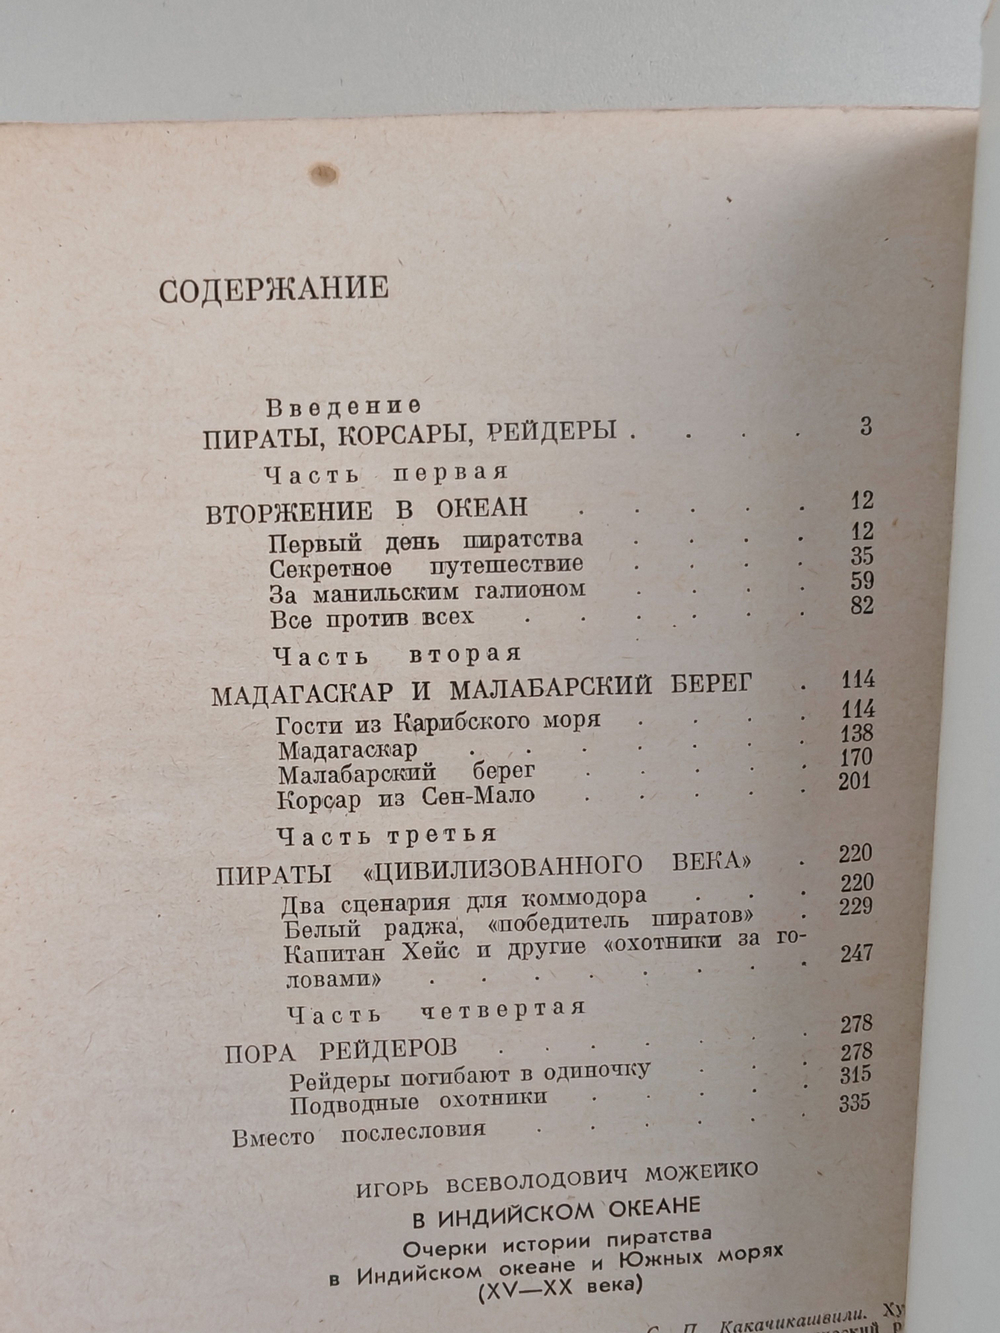 СОДЕРЖАНИЕ
Введение
ПИРАТЫ, КОРСАРЫ, РЕЙДЕРЫ . . . . 3
Часть первая
ВТОРЖЕНИЕ В ОКЕАН . . . . . 12
Первый день пиратства . . . . 12
Секретное путешествие . . . . 35
За манильским галионом . . . . 59
Все против всех . . . . . . 82
Часть вторая
МАДАГАСКАР И МАЛАБАРСКИЙ БЕРЕГ . 114
Гости из Карибского моря . . . . 114
Мадагаскар . . . . . . . 138
Малабарский берег . . . . . 170
Корсар из Сен-Мало . . . . . 201
Часть третья
ПИРАТЫ «ЦИВИЛИЗОВАННОГО ВЕКА» . 220
Два сценария для коммодора . . . 220
Белый раджа, «победитель пиратов» . 229
Капитан Хейс и другие «охотники за го-
ловами» . . . . . . . . 247
Часть четвертая
ПОРА РЕЙДЕРОВ . . . . . . 278
Рейдеры погибают в одиночку . . . 278
Подводные охотники . . . . . 315
Вместо послесловия . . . . . . 335
ИГОРЬ ВСЕВОЛОДОВИЧ МОЖЕЙКО
В ИНДИЙСКОМ ОКЕАНЕ
Очерки истории пиратства
в Индийском океане и Южных морях
(XV—XX века)
С. П. Какачикашвили. Ху